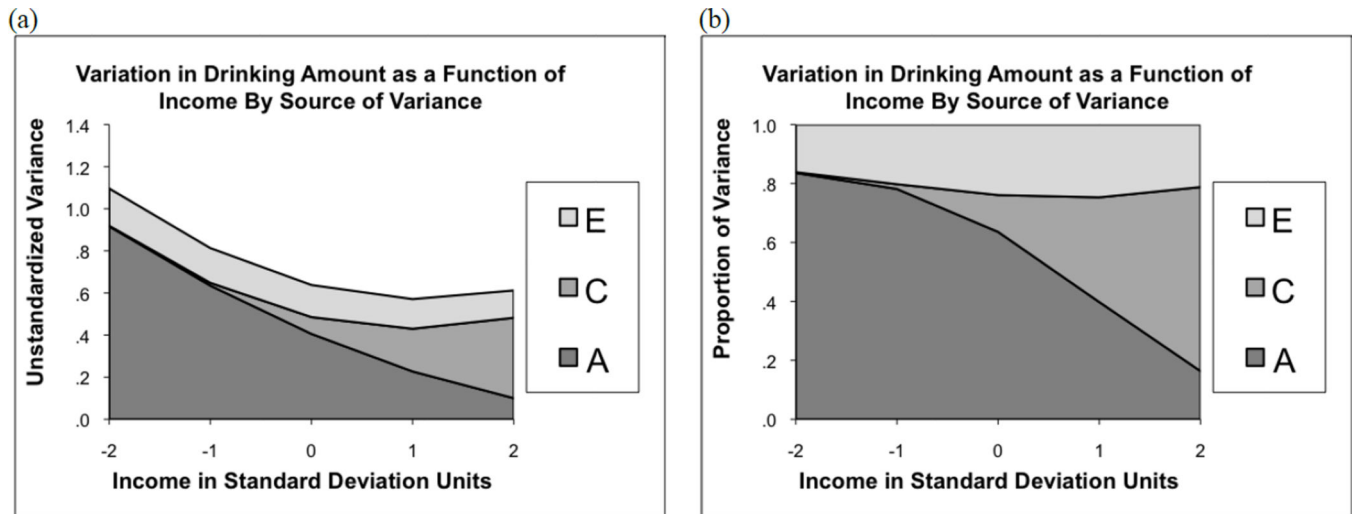 (a)
Variation in Drinking Amount as a Function of
Income By Source of Variance
Unstandardized Variance
1.4
1.2
1.0
.8
.6
.4
.2
.0
-2 -1 0 1 2
Income in Standard Deviation Units
E
C
A
(b)
Variation in Drinking Amount as a Function of
Income By Source of Variance
Proportion of Variance
1.0
.8
.6
.4
.2
.0
-2 -1 0 1 2
Income in Standard Deviation Units
E
C
A